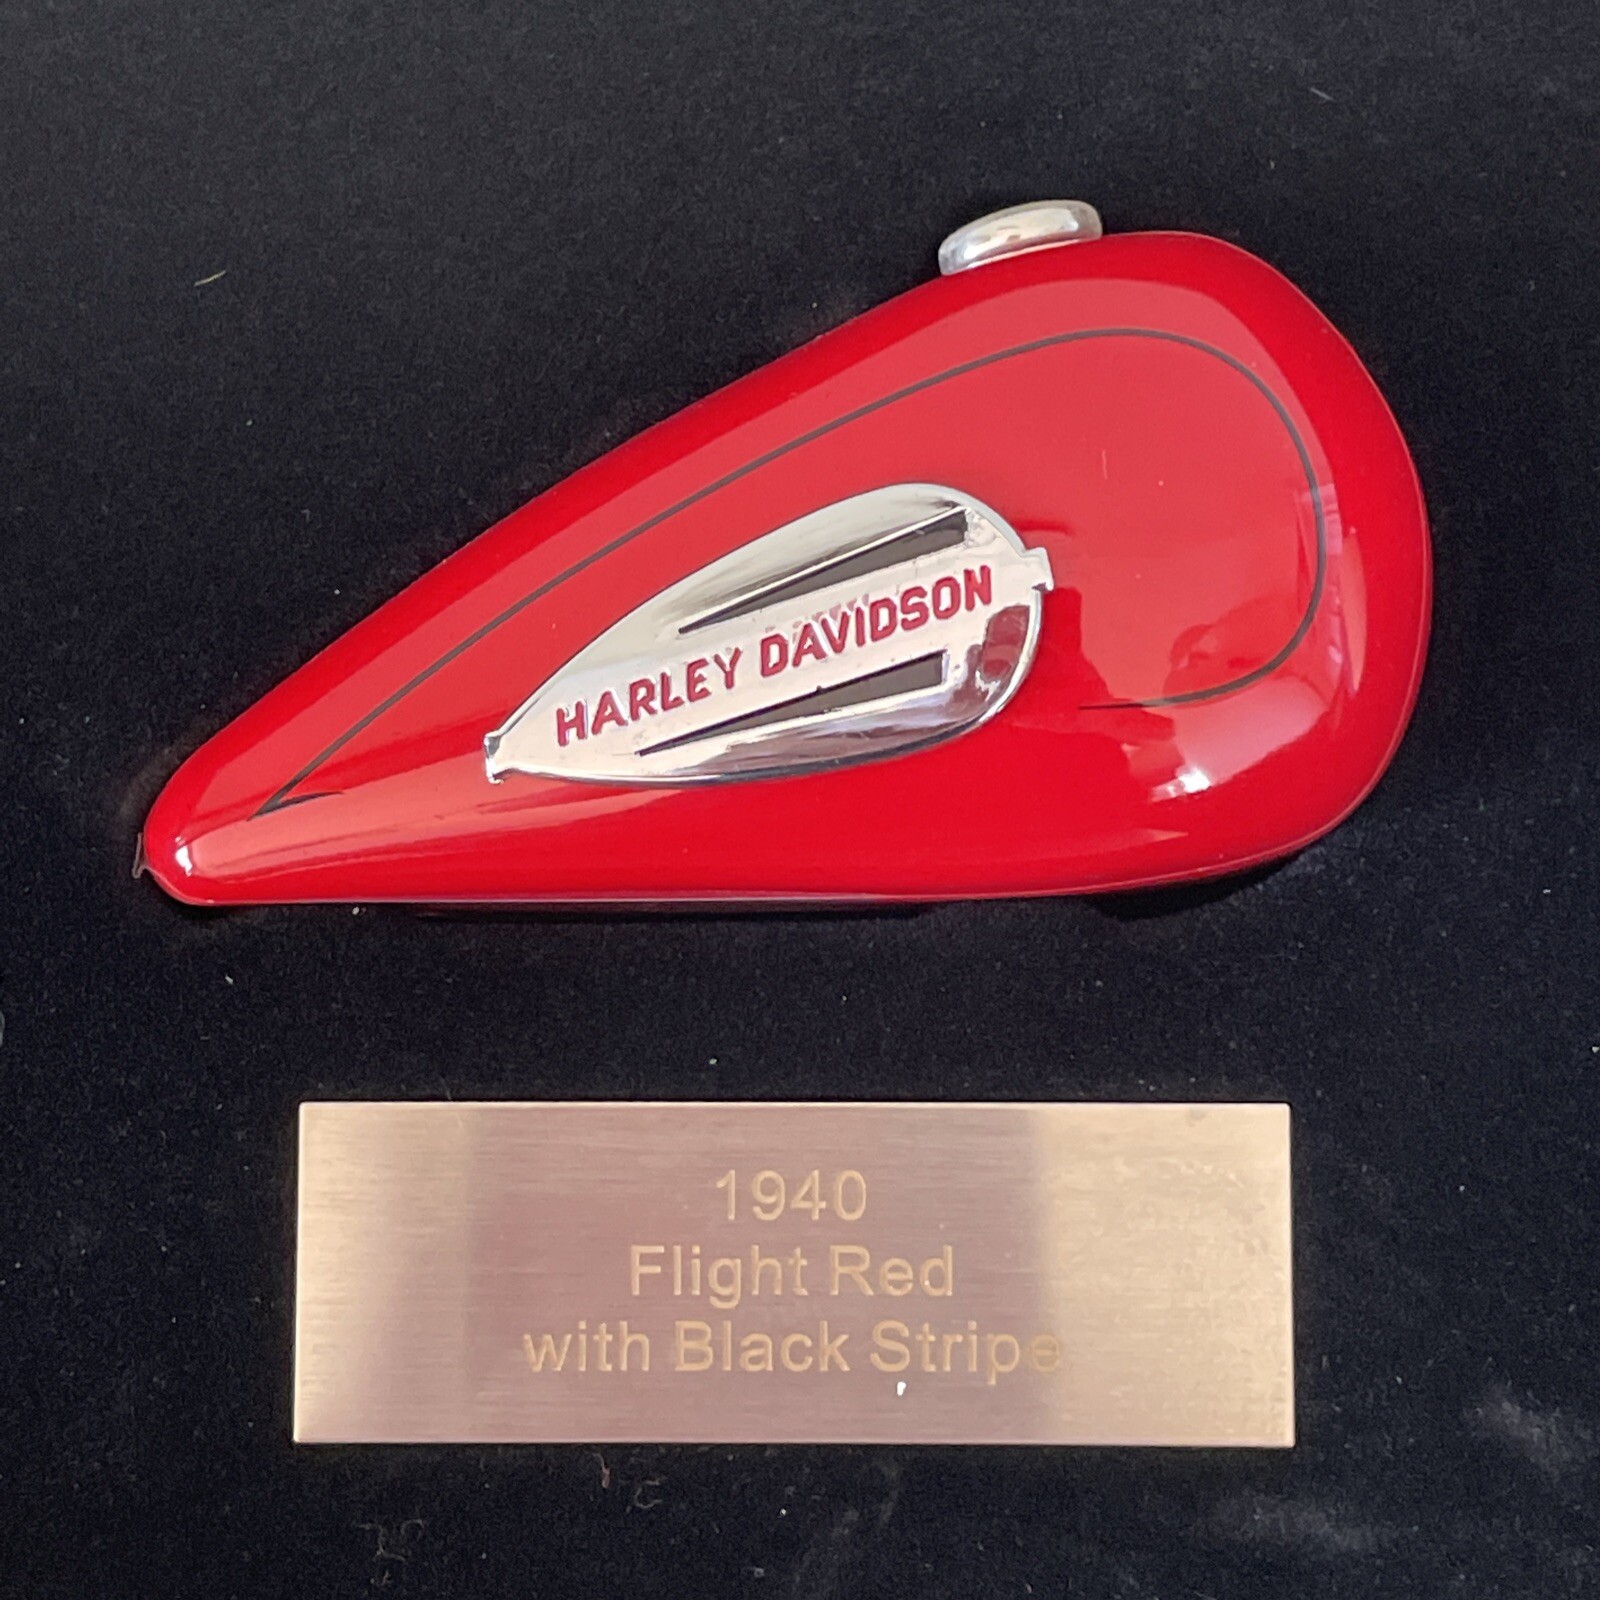 HARLEY DAVIDSON
1940
Flight Red
with Black Stripe